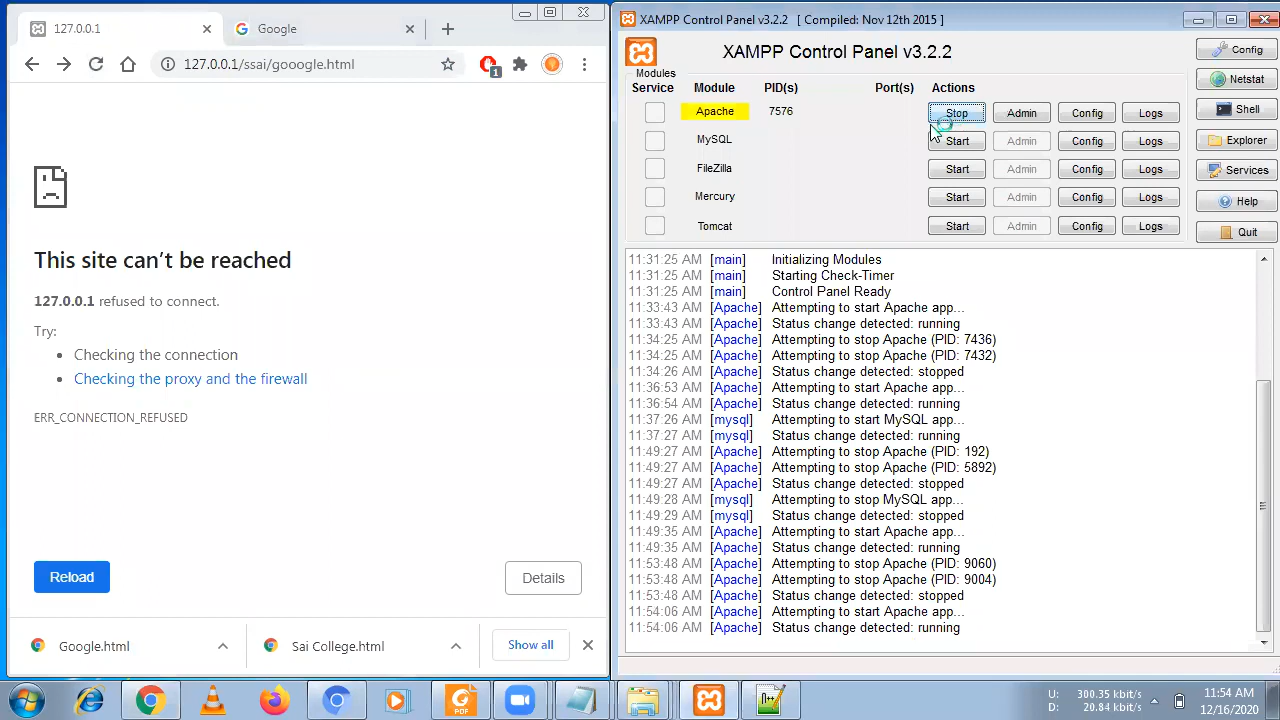 127.0.0.1
Google
127.0.0.1/ssai/gooogle.html
1
This site can't be reached
127.0.0.1 refused to connect.
Try:
Checking the connection
Checking the proxy and the firewall
ERR_CONNECTION_REFUSED
Reload
Details
Google.html
Sai College.html
Show all
XAMPP Control Panel v3.2.2 [ Compiled: Nov 12th 2015 ]
XAMPP Control Panel v3.2.2
Config
Modules
Service Module PID(s) Port(s) Actions
Netstat
Apache 7576 Stop Admin Config Logs
Shell
MySQL Start Admin Config Logs
Explorer
FileZilla Start Admin Config Logs
Services
Mercury Start Admin Config Logs
Help
Tomcat Start Admin Config Logs
Quit
11:31:25 AM [main] Initializing Modules
11:31:25 AM [main] Starting Check-Timer
11:31:25 AM [main] Control Panel Ready
11:33:43 AM [Apache] Attempting to start Apache app...
11:33:43 AM [Apache] Status change detected: running
11:34:25 AM [Apache] Attempting to stop Apache (PID: 7436)
11:34:25 AM [Apache] Attempting to stop Apache (PID: 7432)
11:34:26 AM [Apache] Status change detected: stopped
11:36:53 AM [Apache] Attempting to start Apache app...
11:36:54 AM [Apache] Status change detected: running
11:37:26 AM [mysql] Attempting to start MySQL app...
11:37:27 AM [mysql] Status change detected: running
11:49:27 AM [Apache] Attempting to stop Apache (PID: 192)
11:49:27 AM [Apache] Attempting to stop Apache (PID: 5892)
11:49:27 AM [Apache] Status change detected: stopped
11:49:28 AM [mysql] Attempting to stop MySQL app...
11:49:29 AM [mysql] Status change detected: stopped
11:49:35 AM [Apache] Attempting to start Apache app...
11:49:35 AM [Apache] Status change detected: running
11:53:48 AM [Apache] Attempting to stop Apache (PID: 9060)
11:53:48 AM [Apache] Attempting to stop Apache (PID: 9004)
11:53:48 AM [Apache] Status change detected: stopped
11:54:06 AM [Apache] Attempting to start Apache app...
11:54:06 AM [Apache] Status change detected: running
PDF
U: 300.35 kbit/s
D: 20.84 kbit/s
11:54 AM
12/16/2020